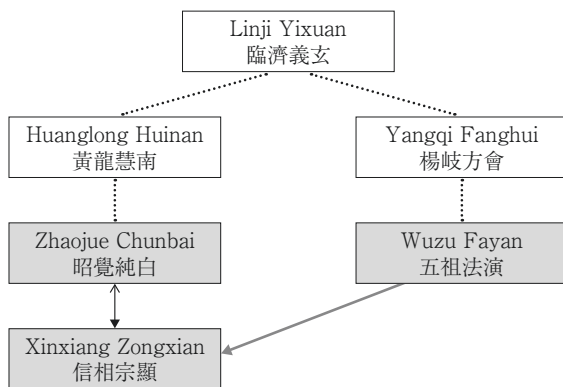 Linji Yixuan
臨濟義玄
Huanglong Huinan
黃龍慧南
Yangqi Fanghui
楊岐方會
Zhaojue Chunbai
昭覺純白
Wuzu Fayan
五祖法演
Xinxiang Zongxian
信相宗顯